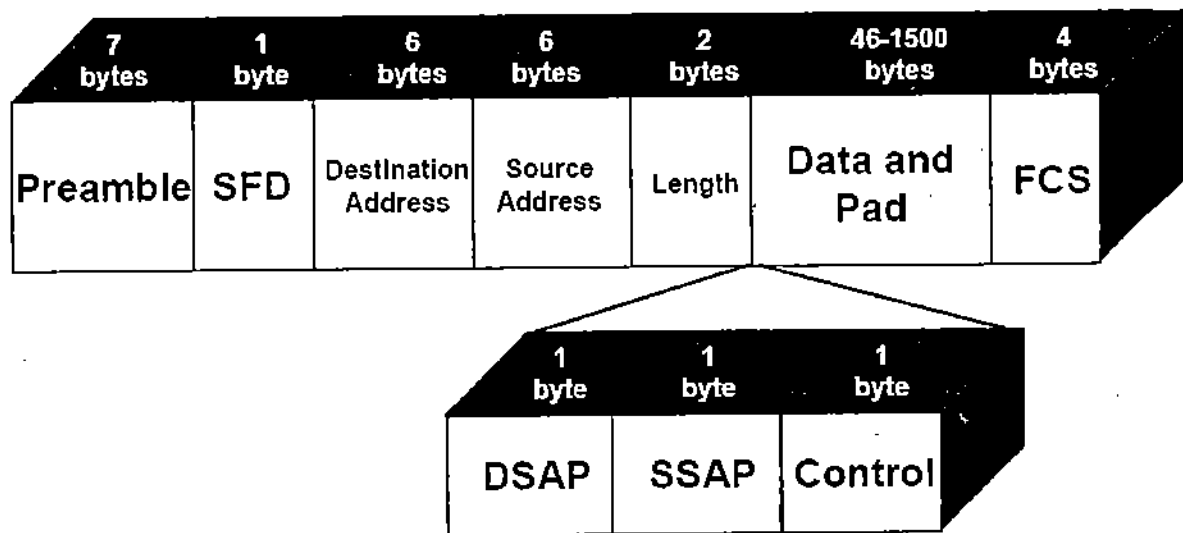 7 bytes
1 byte
6 bytes
6 bytes
2 bytes
46-1500 bytes
4 bytes
Preamble
SFD
Destination
Address
Source
Address
Length
Data and
Pad
FCS
1 byte
1 byte
1 byte
DSAP
SSAP
Control